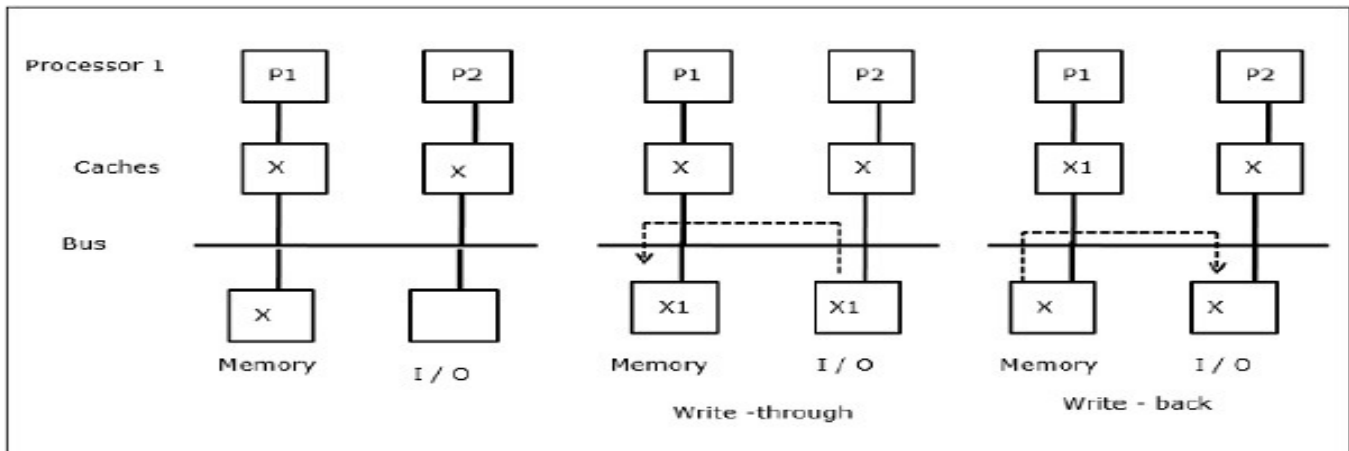 Processor 1 P1 P2 P1 P2 P1 P2
Caches X X X X X1 X
Bus
X X1 X1 X X
Memory I / O Memory I / O Memory I / O
Write -through Write - back